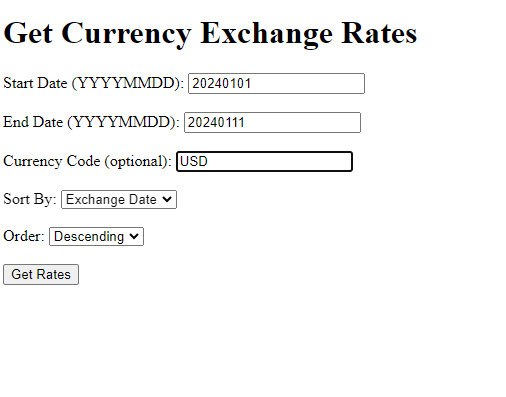 Get Currency Exchange Rates
Start Date (YYYYMMDD): 20240101
End Date (YYYYMMDD): 20240111
Currency Code (optional): USD
Sort By: Exchange Date
Order: Descending
Get Rates